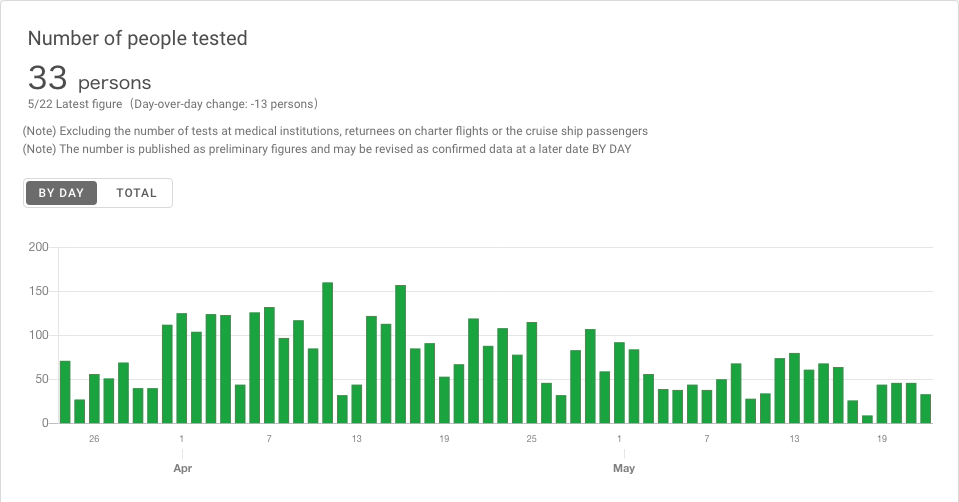 Number of people tested
33 persons
5/22 Latest figure（Day-over-day change: -13 persons）
(Note) Excluding the number of tests at medical institutions, returnees on charter flights or the cruise ship passengers
(Note) The number is published as preliminary figures and may be revised as confirmed data at a later date BY DAY
BY DAY TOTAL
200
150
100
50
0
26 1 7 13 19 25 1 7 13 19
Apr May